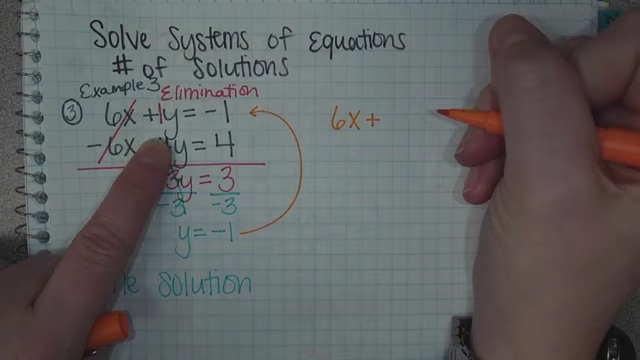 Solve Systems of Equations
# of Solutions
Example 3 Elimination
③ 6x + 1y = -1
-6x y = 4
3y = 3
-3 -3
y = -1
Solution
6x +